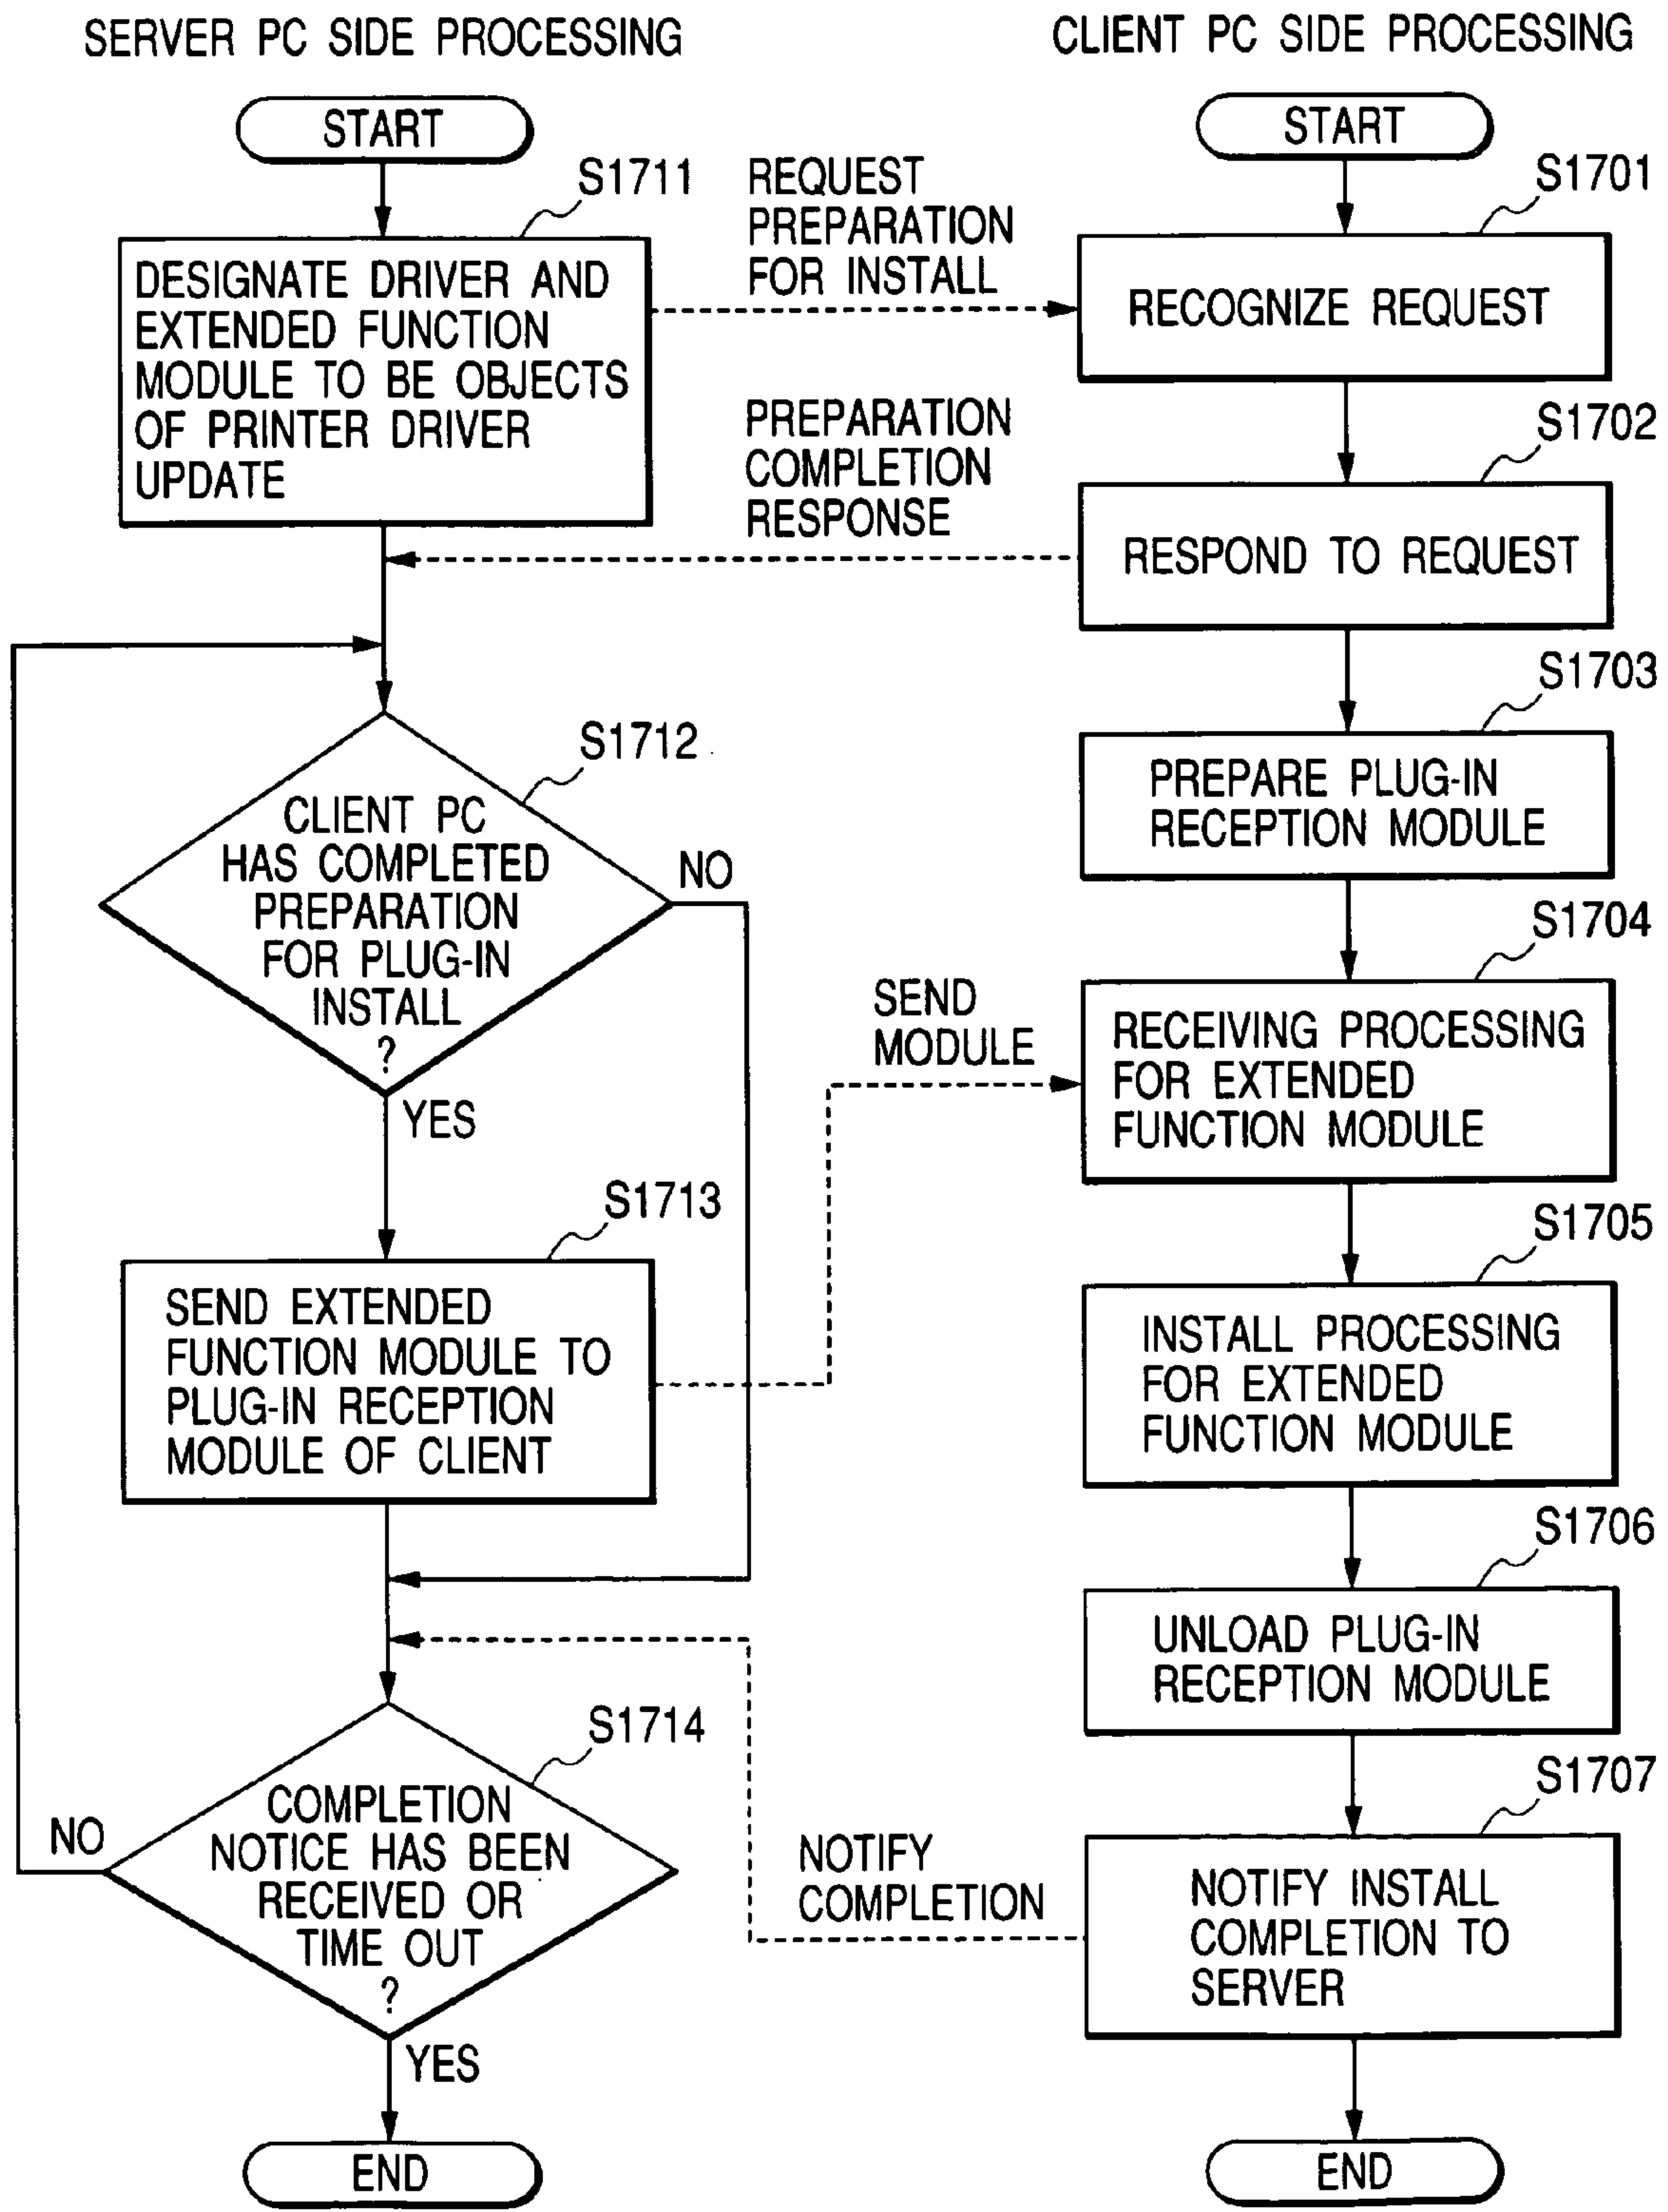 SERVER PC SIDE PROCESSING
START
S1711
DESIGNATE DRIVER AND
EXTENDED FUNCTION
MODULE TO BE OBJECTS
OF PRINTER DRIVER
UPDATE
REQUEST
PREPARATION
FOR INSTALL
PREPARATION
COMPLETION
RESPONSE
S1712
CLIENT PC
HAS COMPLETED
PREPARATION
FOR PLUG-IN
INSTALL
?
NO
YES
S1713
SEND EXTENDED
FUNCTION MODULE TO
PLUG-IN RECEPTION
MODULE OF CLIENT
SEND
MODULE
S1714
COMPLETION
NOTICE HAS BEEN
RECEIVED OR
TIME OUT
?
NO
YES
NOTIFY
COMPLETION
END
CLIENT PC SIDE PROCESSING
START
S1701
RECOGNIZE REQUEST
S1702
RESPOND TO REQUEST
S1703
PREPARE PLUG-IN
RECEPTION MODULE
S1704
RECEIVING PROCESSING
FOR EXTENDED
FUNCTION MODULE
S1705
INSTALL PROCESSING
FOR EXTENDED
FUNCTION MODULE
S1706
UNLOAD PLUG-IN
RECEPTION MODULE
S1707
NOTIFY INSTALL
COMPLETION TO
SERVER
END